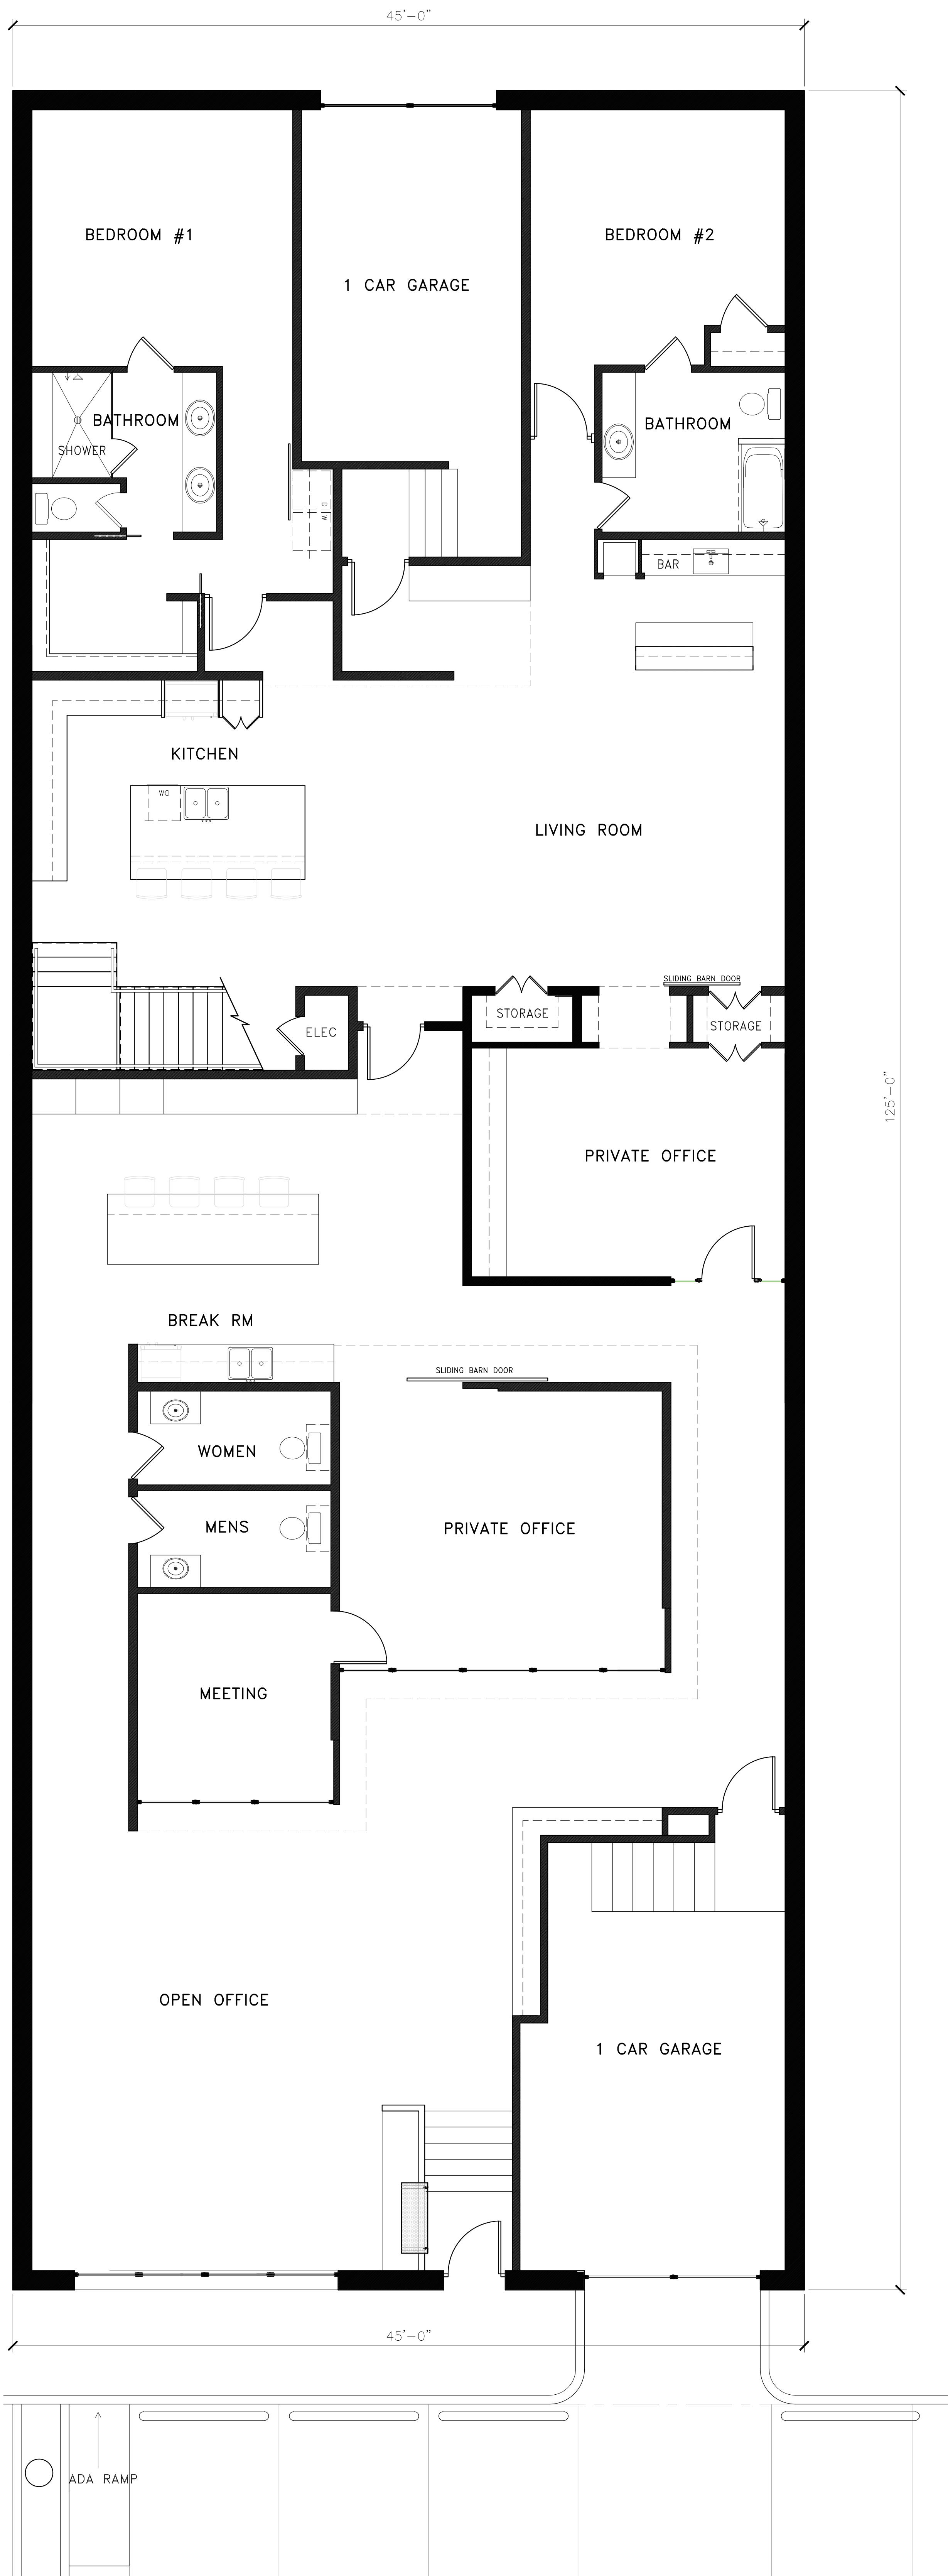 45'-0"
BEDROOM #1
BEDROOM #2
1 CAR GARAGE
BATHROOM
BATHROOM
SHOWER
D
W
BAR
KITCHEN
DW
LIVING ROOM
SLIDING BARN DOOR
STORAGE
ELEC
STORAGE
125'-0"
PRIVATE OFFICE
BREAK RM
SLIDING BARN DOOR
WOMEN
MENS
PRIVATE OFFICE
MEETING
OPEN OFFICE
1 CAR GARAGE
45'-0"
ADA RAMP